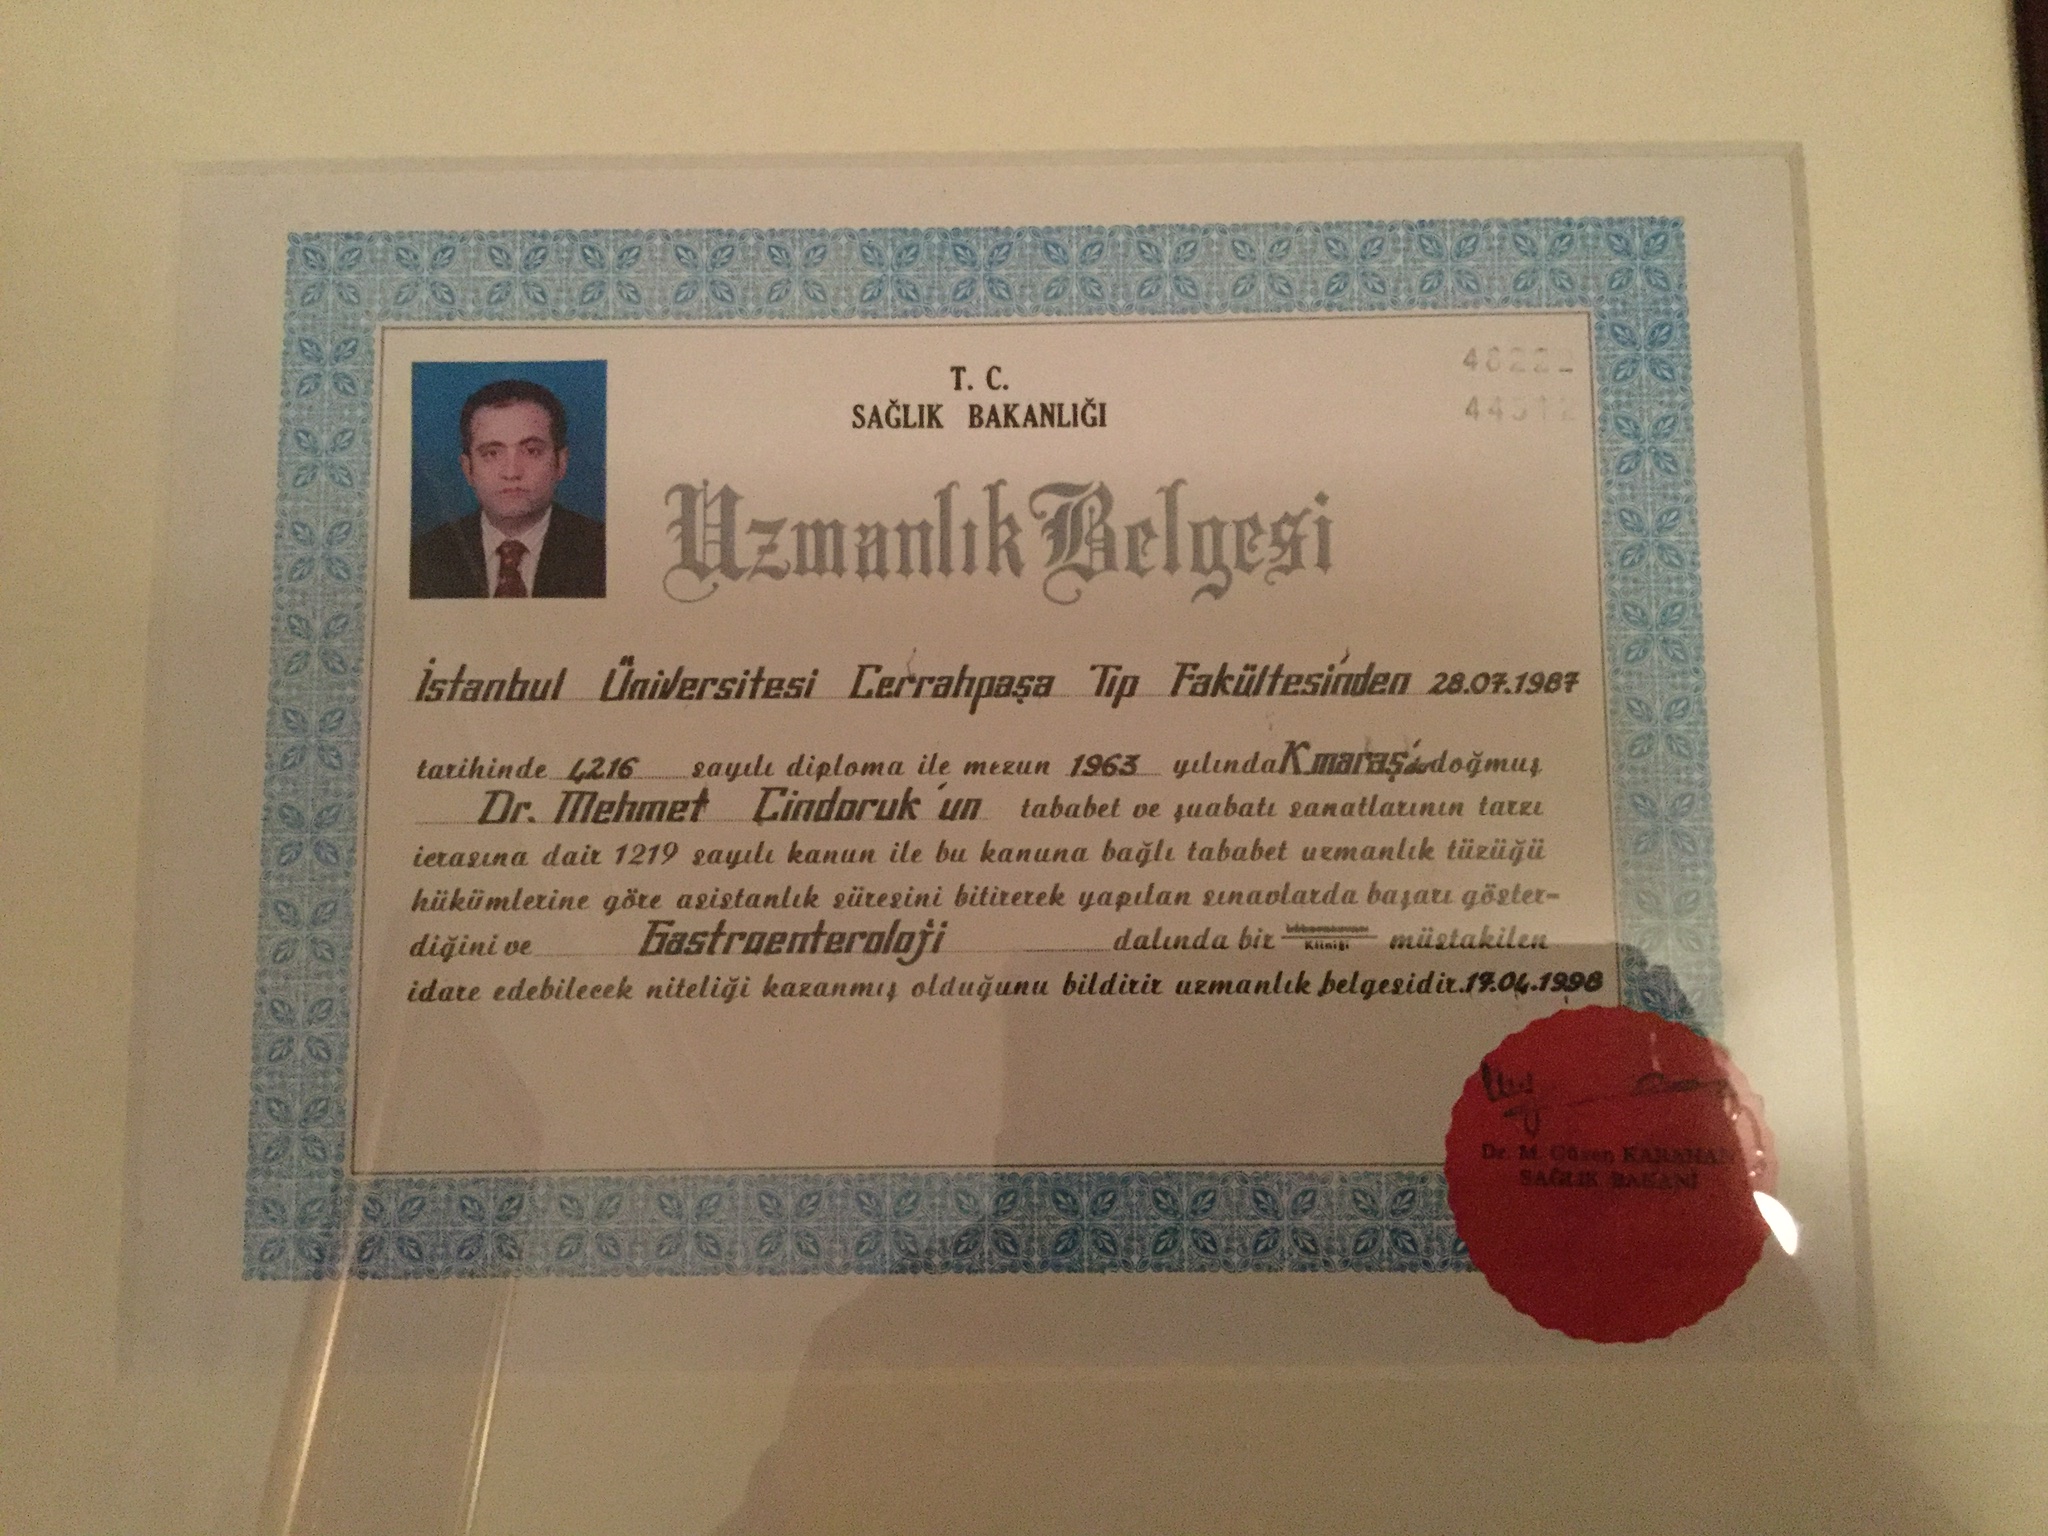 T. C.
SAĞLIK BAKANLIĞI
Uzmanlık Belgesi
İstanbul Üniversitesi Cerrahpaşa Tıp Fakültesi'nden 28.07.1987
tarihinde 4216 sayılı diploma ile mezun 1963 yılında K.maraş'da doğmuş
Dr. Mehmet Cindoruk'un tababet ve şuabatı sanatlarının tarzı
icrasına dair 1219 sayılı kanun ile bu kanuna bağlı tababet uzmanlık tüzüğü
hükümlerine göre asistanlık süresini bitirerek yapılan sınavlarda başarı göster-
diğini ve Gastroenteroloji dalında bir Kliniği müstakilen
idare edebilecek niteliği kazanmış olduğunu bildirir uzmanlık belgesidir. 17.04.1998
Dr. M. KARAMAN
SAĞLIK BAKANI